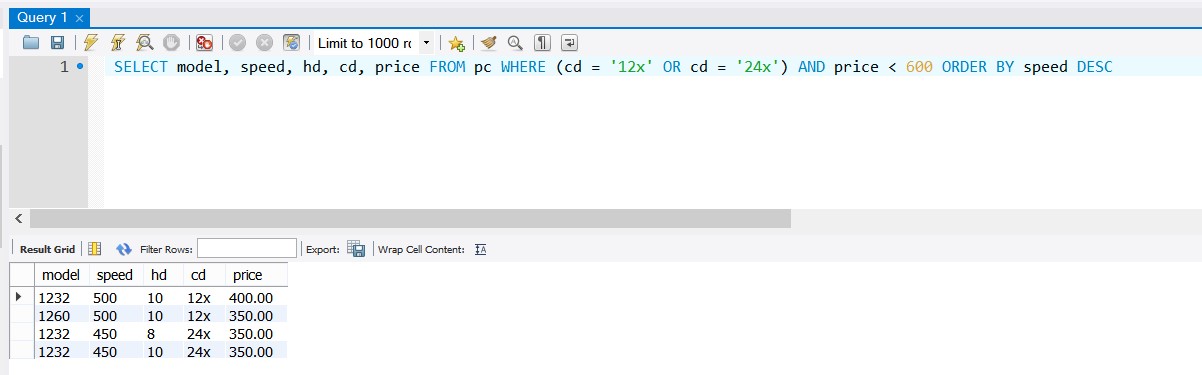 Query 1 ×
Limit to 1000 rc
1 SELECT model, speed, hd, cd, price FROM pc WHERE (cd = '12x' OR cd = '24x') AND price < 600 ORDER BY speed DESC
Result Grid Filter Rows: Export: Wrap Cell Content: IA
model speed hd cd price
1232 500 10 12x 400.00
1260 500 10 12x 350.00
1232 450 8 24x 350.00
1232 450 10 24x 350.00